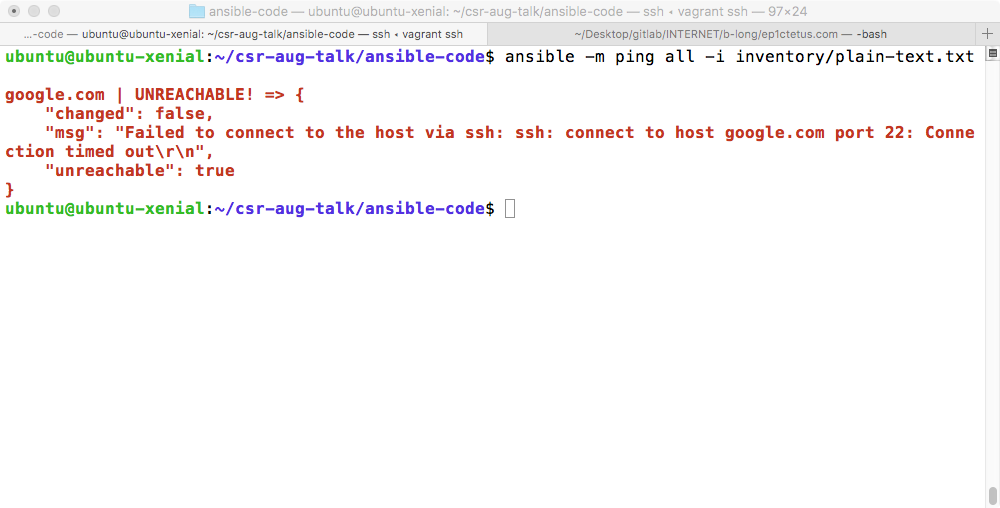 ansible-code — ubuntu@ubuntu-xenial: ~/csr-aug-talk/ansible-code — ssh ◂ vagrant ssh — 97×24
...-code — ubuntu@ubuntu-xenial: ~/csr-aug-talk/ansible-code — ssh ◂ vagrant ssh
~/Desktop/gitlab/INTERNET/b-long/ep1ctetus.com — -bash
ubuntu@ubuntu-xenial:~/csr-aug-talk/ansible-code$ ansible -m ping all -i inventory/plain-text.txt
google.com | UNREACHABLE! => {
    "changed": false,
    "msg": "Failed to connect to the host via ssh: ssh: connect to host google.com port 22: Conne
ction timed out\r\n",
    "unreachable": true
}
ubuntu@ubuntu-xenial:~/csr-aug-talk/ansible-code$